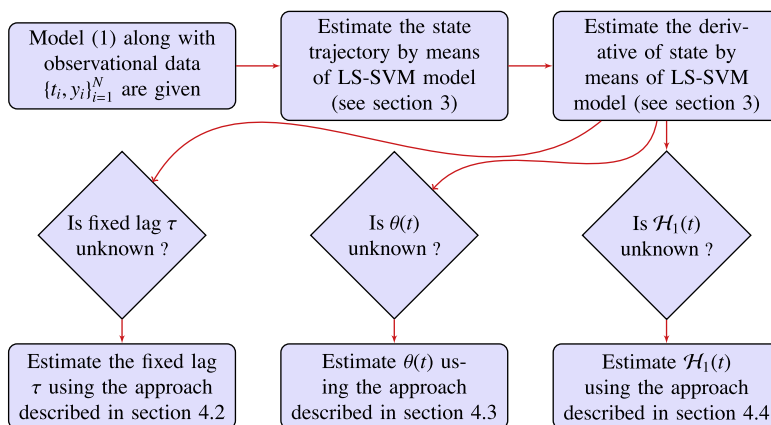 Model (1) along with
observational data
{t_i, y_i}_{i=1}^N are given
Estimate the state
trajectory by means
of LS-SVM model
(see section 3)
Estimate the deriv-
ative of state by
means of LS-SVM
model (see section 3)
Is fixed lag τ
unknown ?
Is θ(t)
unknown ?
Is ℋ₁(t)
unknown ?
Estimate the fixed lag
τ using the approach
described in section 4.2
Estimate θ(t) us-
ing the approach
described in section 4.3
Estimate ℋ₁(t)
using the approach
described in section 4.4